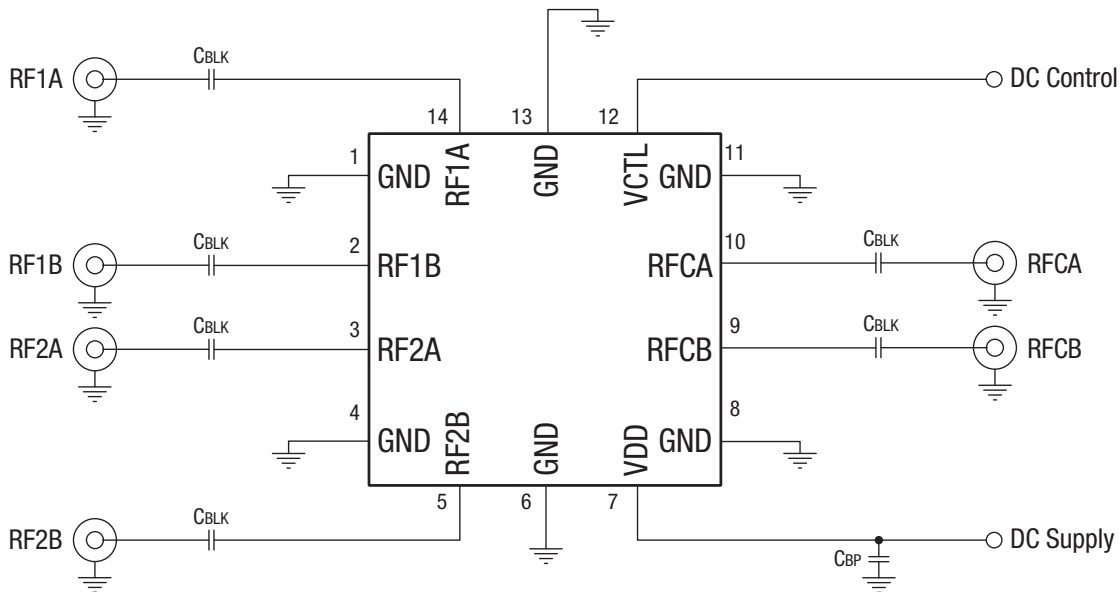 CBLK
RF1A
DC Control
14
13
12
RF1A
GND
VCTL
1
GND
11
GND
CBLK
RF1B
2
RF1B
10
RFCA
CBLK
RFCA
CBLK
RF2A
3
RF2A
9
RFCB
CBLK
RFCB
4
GND
8
GND
RF2B
GND
VDD
5
6
7
CBLK
RF2B
DC Supply
CBP